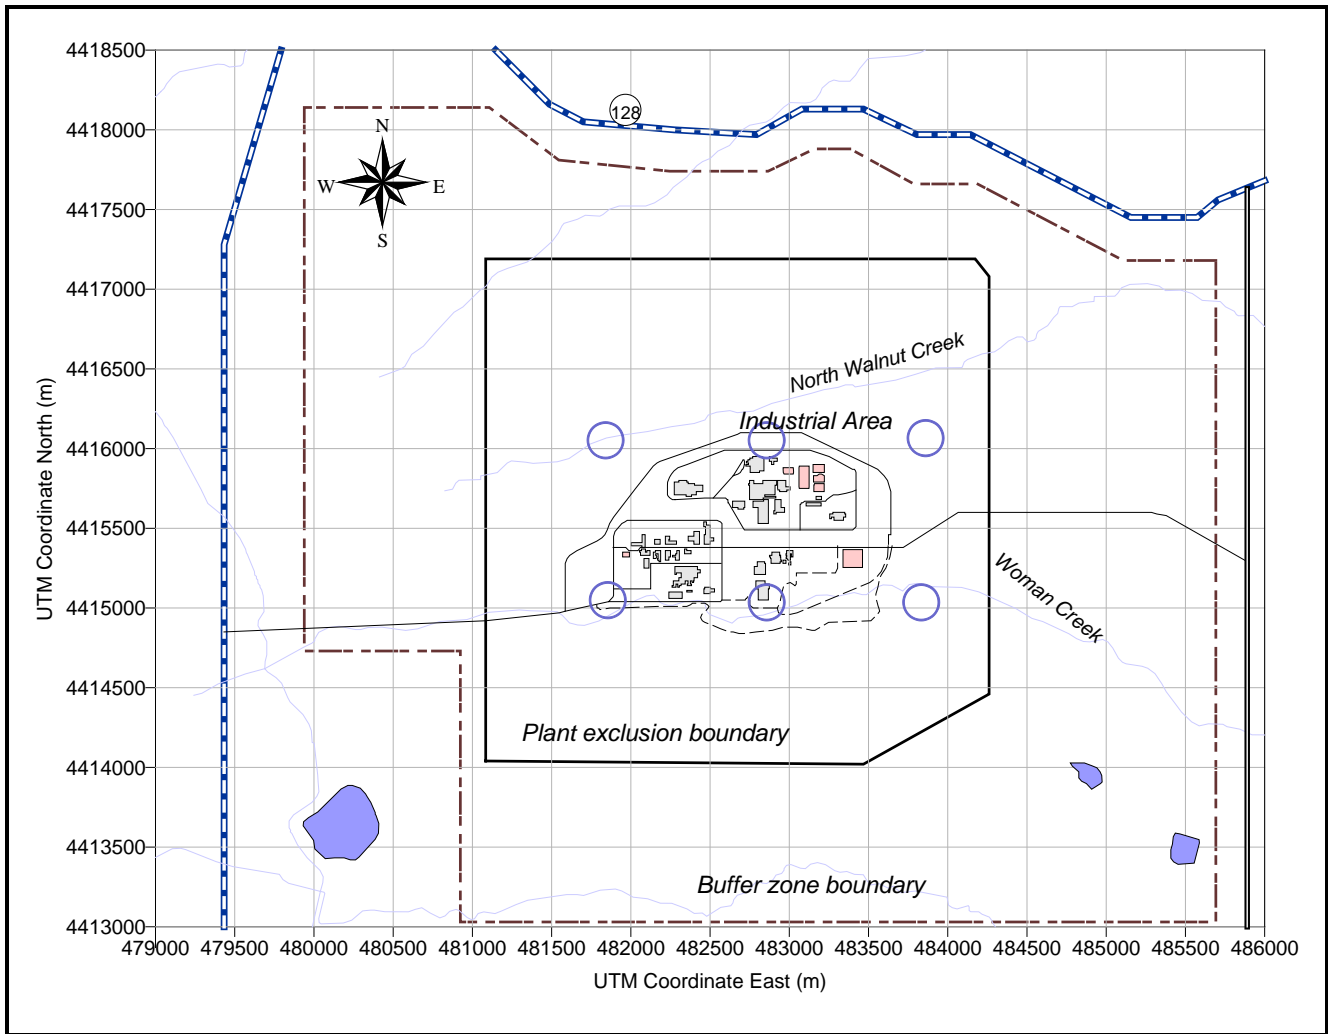 4418500
128
4418000
N
W
E
S
4417500
4417000
4416500
North Walnut Creek
Industrial Area
4416000
4415500
Woman Creek
4415000
4414500
Plant exclusion boundary
4414000
4413500
Buffer zone boundary
4413000
UTM Coordinate North (m)
479000 479500 480000 480500 481000 481500 482000 482500 483000 483500 484000 484500 485000 485500 486000
UTM Coordinate East (m)